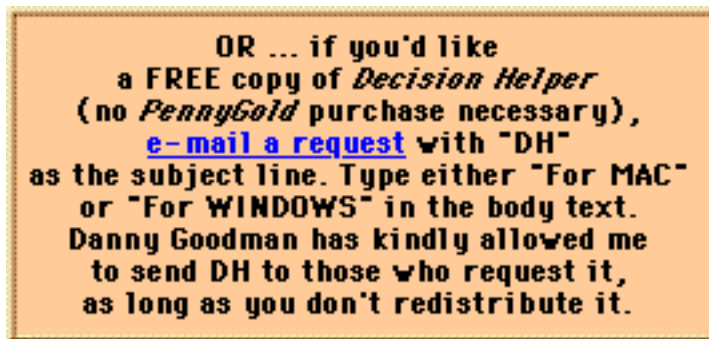 OR ... if you'd like
a FREE copy of Decision Helper
(no PennyGold purchase necessary),
e-mail a request with "DH"
as the subject line. Type either "For MAC"
or "For WINDOWS" in the body text.
Danny Goodman has kindly allowed me
to send DH to those who request it,
as long as you don't redistribute it.